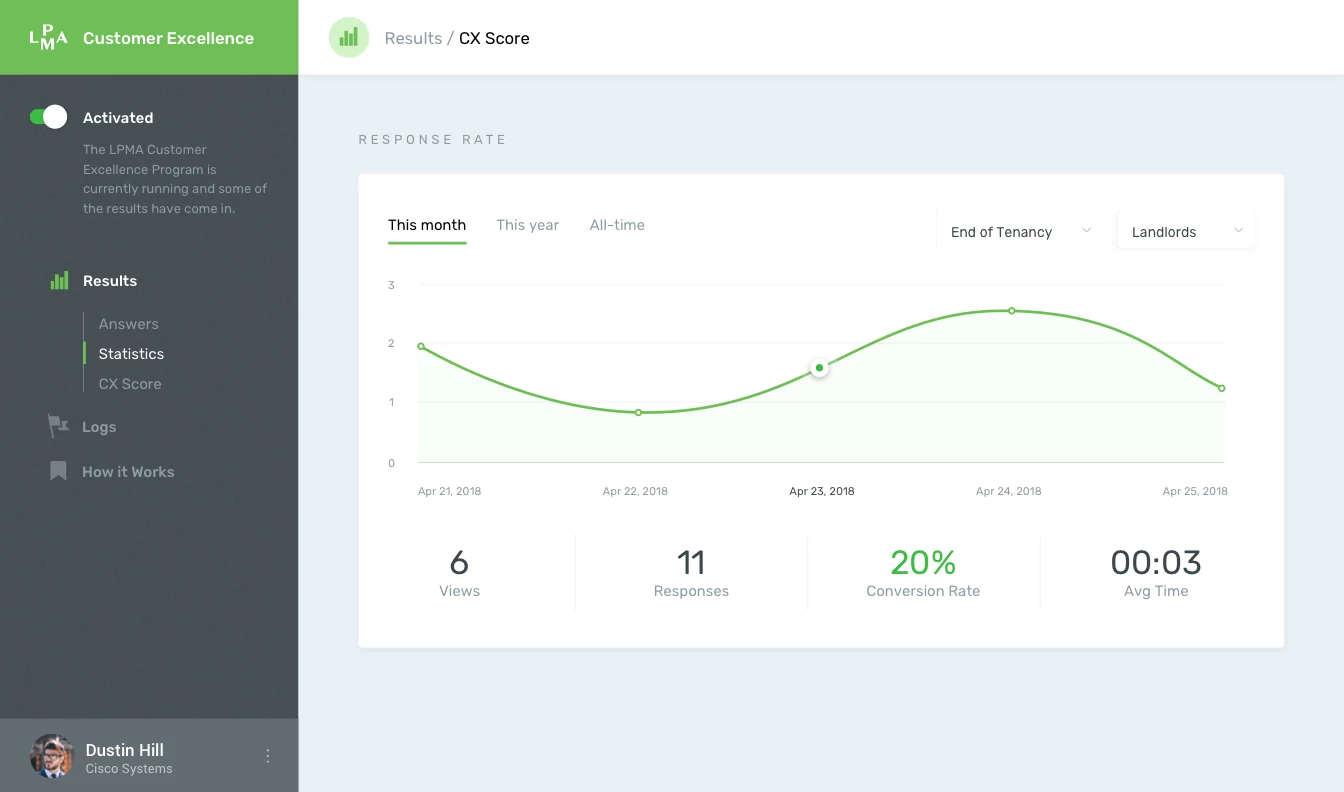 LPMA
Customer Excellence
Results / CX Score
Activated
The LPMA Customer
Excellence Program is
currently running and some of
the results have come in.
Results
Answers
Statistics
CX Score
Logs
How it Works
Dustin Hill
Cisco Systems
RESPONSE RATE
This month
This year
All-time
End of Tenancy
Landlords
3
2
1
0
Apr 21, 2018
Apr 22, 2018
Apr 23, 2018
Apr 24, 2018
Apr 25, 2018
6
Views
11
Responses
20%
Conversion Rate
00:03
Avg Time